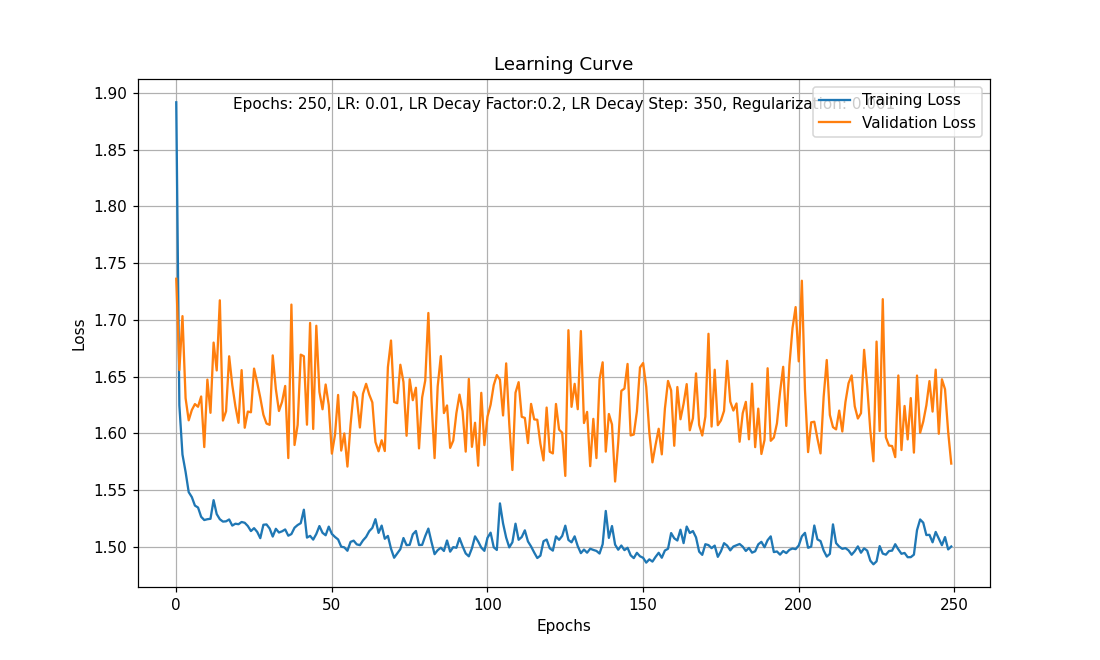 Learning Curve
1.90
Epochs: 250, LR: 0.01, LR Decay Factor:0.2, LR Decay Step: 350, Regularization: 0.001
Training Loss
Validation Loss
1.85
1.80
1.75
1.70
1.65
1.60
1.55
1.50
Loss
0
50
100
150
200
250
Epochs